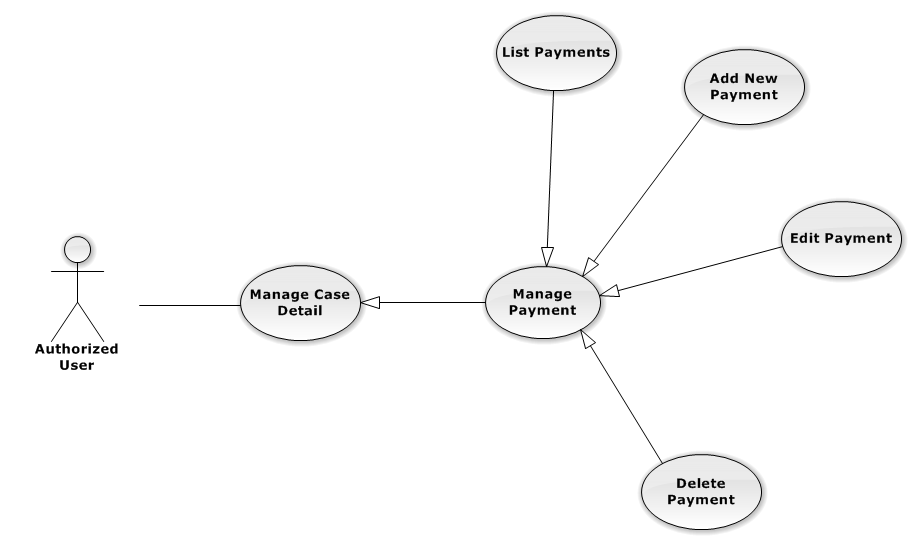 List Payments
Add New
Payment
Edit Payment
Manage Case
Detail
Manage
Payment
Authorized
User
Delete
Payment